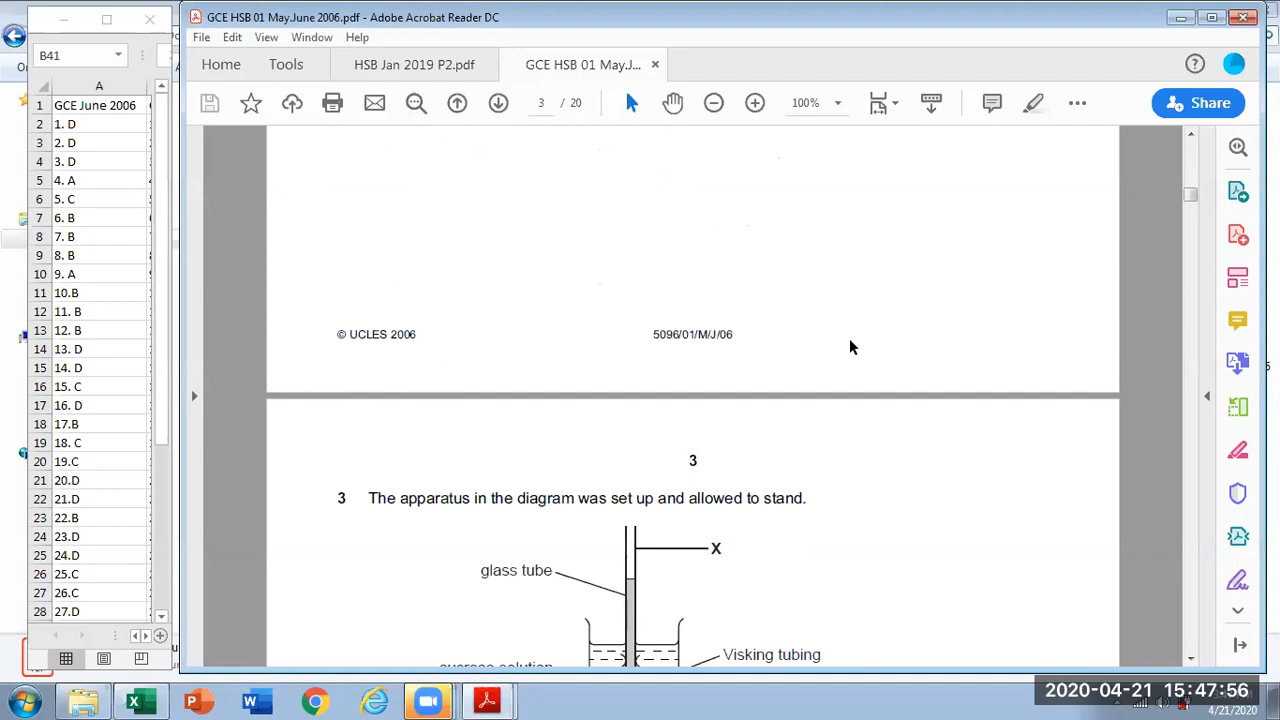 GCE HSB 01 May.June 2006.pdf - Adobe Acrobat Reader DC
File Edit View Window Help
Home Tools HSB Jan 2019 P2.pdf GCE HSB 01 May.J... ×
3 / 20 100% Share
B41
A
1 GCE June 2006
2 1. D
3 2. D
4 3. D
5 4. A
6 5. C
7 6. B
8 7. B
9 8. B
10 9. A
11 10.B
12 11. B
13 12. B
14 13. D
15 14. D
16 15. C
17 16. D
18 17.B
19 18. C
20 19.C
21 20.D
22 21.D
23 22.B
24 23.D
25 24.D
26 25.C
27 26.C
28 27.D
© UCLES 2006 5096/01/M/J/06
3
3 The apparatus in the diagram was set up and allowed to stand.
X
glass tube
Visking tubing
sucrose solution
2020-04-21 15:47:56
4/21/2020